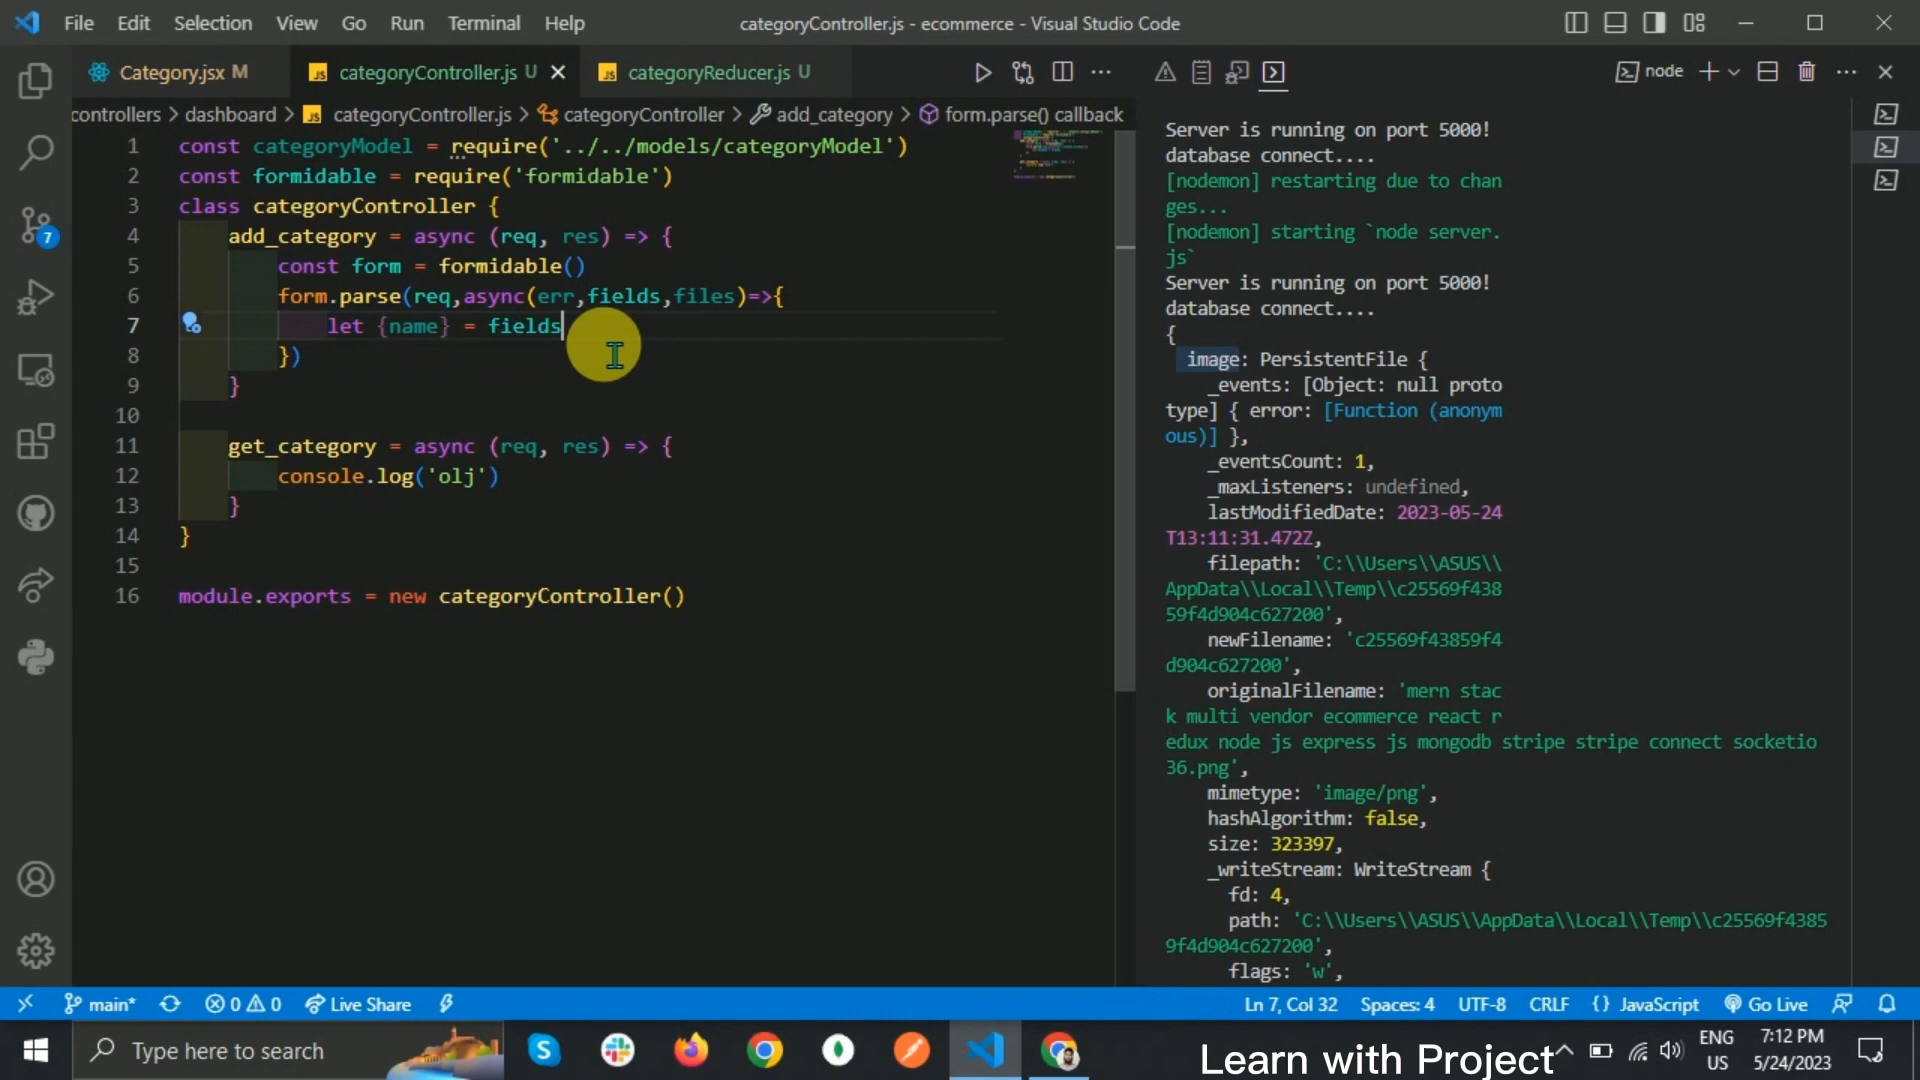 File Edit Selection View Go Run Terminal Help
categoryController.js - ecommerce - Visual Studio Code
Category.jsx M
categoryController.js U
categoryReducer.js U
node
controllers > dashboard > JS categoryController.js > categoryController > add_category > form.parse() callback
1 const categoryModel = require('../../models/categoryModel')
2 const formidable = require('formidable')
3 class categoryController {
4 add_category = async (req, res) => {
5 const form = formidable()
6 form.parse(req,async(err,fields,files)=>{
7 let {name} = fields
8 })
9 }
10
11 get_category = async (req, res) => {
12 console.log('olj')
13 }
14 }
15
16 module.exports = new categoryController()
Server is running on port 5000!
database connect....
[nodemon] restarting due to chan
ges...
[nodemon] starting `node server.
js`
Server is running on port 5000!
database connect....
{
image: PersistentFile {
_events: [Object: null proto
type] { error: [Function (anonym
ous)] },
_eventsCount: 1,
_maxListeners: undefined,
lastModifiedDate: 2023-05-24
T13:11:31.472Z,
filepath: 'C:\\Users\\ASUS\\
AppData\\Local\\Temp\\c25569f438
59f4d904c627200',
newFilename: 'c25569f43859f4
d904c627200',
originalFilename: 'mern stac
k multi vendor ecommerce react r
edux node js express js mongodb stripe stripe connect socketio
36.png',
mimetype: 'image/png',
hashAlgorithm: false,
size: 323397,
_writeStream: WriteStream {
fd: 4,
path: 'C:\\Users\\ASUS\\AppData\\Local\\Temp\\c25569f4385
9f4d904c627200',
flags: 'w',
7
main* 0 0 Live Share
Ln 7, Col 32 Spaces: 4 UTF-8 CRLF {} JavaScript Go Live
Type here to search
Learn with Project
ENG
US
7:12 PM
5/24/2023